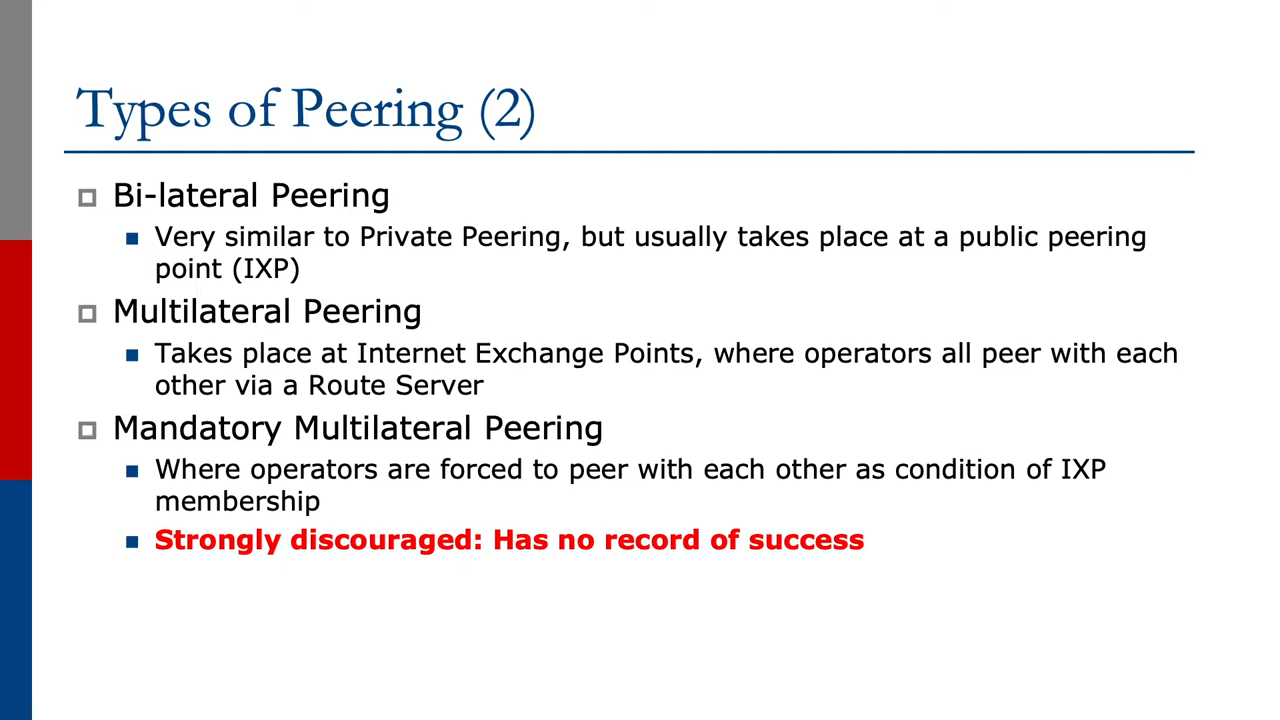 Types of Peering (2)
Bi-lateral Peering
Very similar to Private Peering, but usually takes place at a public peering
point (IXP)
Multilateral Peering
Takes place at Internet Exchange Points, where operators all peer with each
other via a Route Server
Mandatory Multilateral Peering
Where operators are forced to peer with each other as condition of IXP
membership
Strongly discouraged: Has no record of success